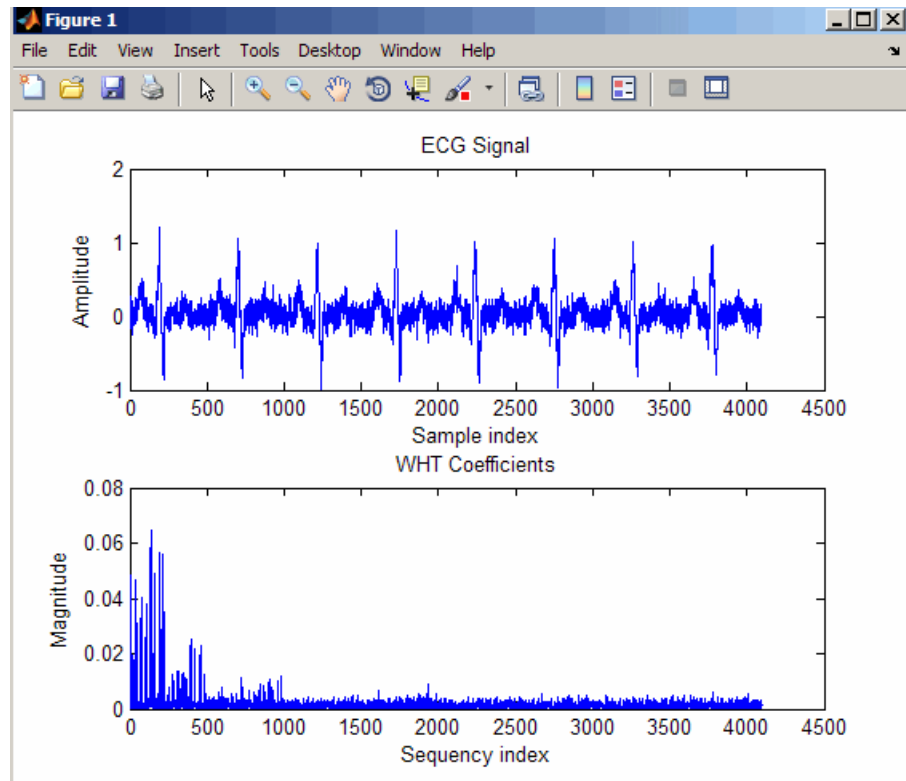 Figure 1
File Edit View Insert Tools Desktop Window Help
ECG Signal
2
1
0
-1
Amplitude
0 500 1000 1500 2000 2500 3000 3500 4000 4500
Sample index
WHT Coefficients
0.08
0.06
0.04
0.02
0
Magnitude
0 500 1000 1500 2000 2500 3000 3500 4000 4500
Sequency index